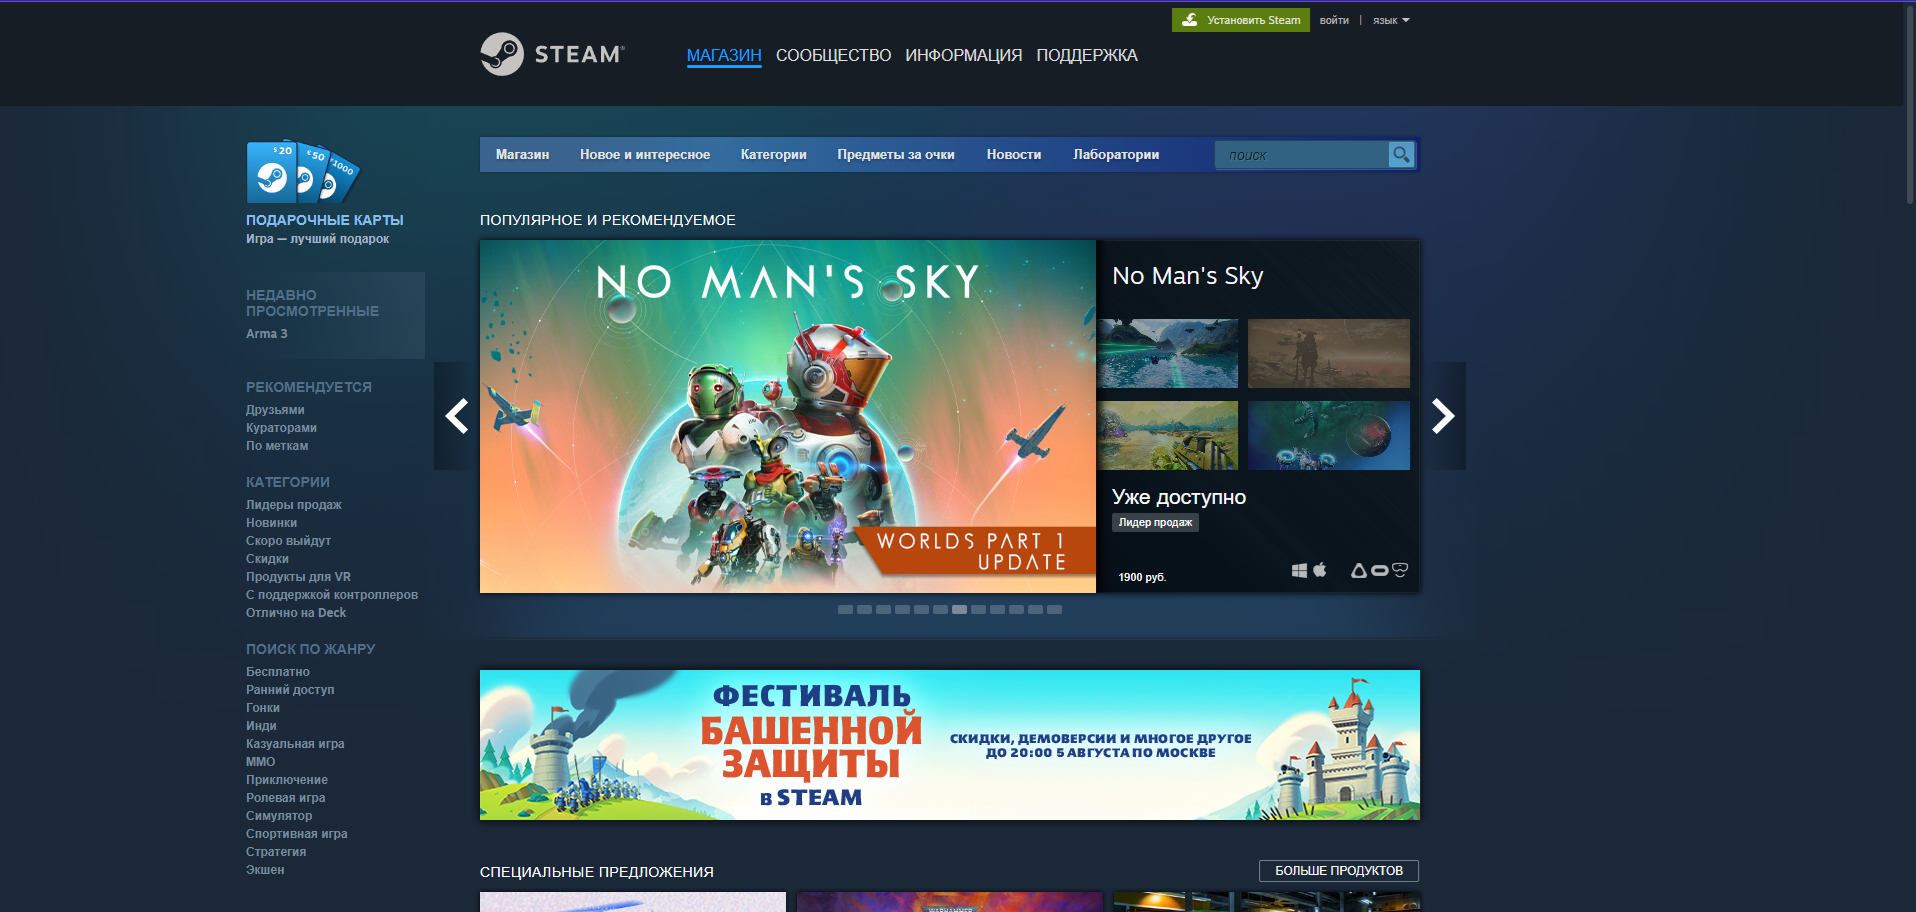 Установить Steam
войти | язык
STEAM®
МАГАЗИН СООБЩЕСТВО ИНФОРМАЦИЯ ПОДДЕРЖКА
$ 20
€ 50
1000
ПОДАРОЧНЫЕ КАРТЫ
Игра — лучший подарок
НЕДАВНО
ПРОСМОТРЕННЫЕ
Arma 3
РЕКОМЕНДУЕТСЯ
Друзьями
Кураторами
По меткам
КАТЕГОРИИ
Лидеры продаж
Новинки
Скоро выйдут
Скидки
Продукты для VR
С поддержкой контроллеров
Отлично на Deck
ПОИСК ПО ЖАНРУ
Бесплатно
Ранний доступ
Гонки
Инди
Казуальная игра
ММО
Приключение
Ролевая игра
Симулятор
Спортивная игра
Стратегия
Экшен
Магазин Новое и интересное Категории Предметы за очки Новости Лаборатории поиск
ПОПУЛЯРНОЕ И РЕКОМЕНДУЕМОЕ
NO MAN'S SKY
WORLDS PART 1
UPDATE
No Man's Sky
Уже доступно
Лидер продаж
1900 руб.
ФЕСТИВАЛЬ
БАШЕННОЙ
ЗАЩИТЫ
В STEAM
СКИДКИ, ДЕМОВЕРСИИ И МНОГОЕ ДРУГОЕ
ДО 20:00 5 АВГУСТА ПО МОСКВЕ
СПЕЦИАЛЬНЫЕ ПРЕДЛОЖЕНИЯ
БОЛЬШЕ ПРОДУКТОВ
WARHAMMER